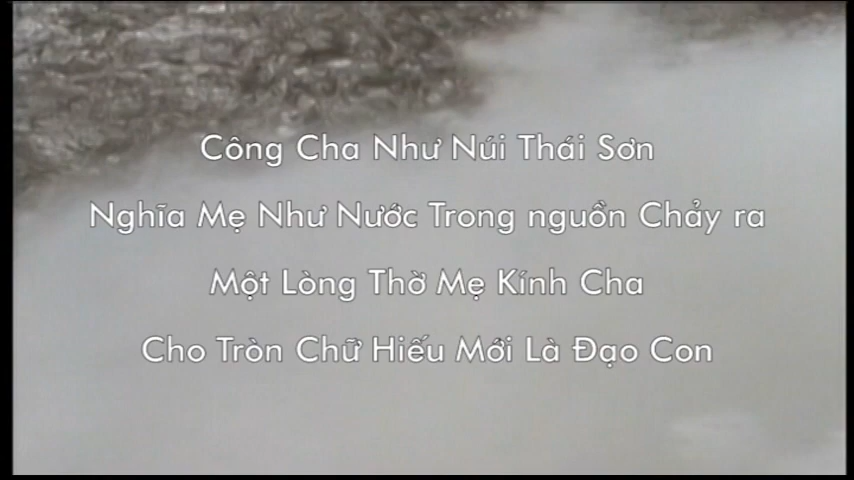 Công Cha Như Núi Thái Sơn
Nghĩa Mẹ Như Nước Trong nguồn Chảy ra
Một Lòng Thờ Mẹ Kính Cha
Cho Tròn Chữ Hiếu Mới Là Đạo Con